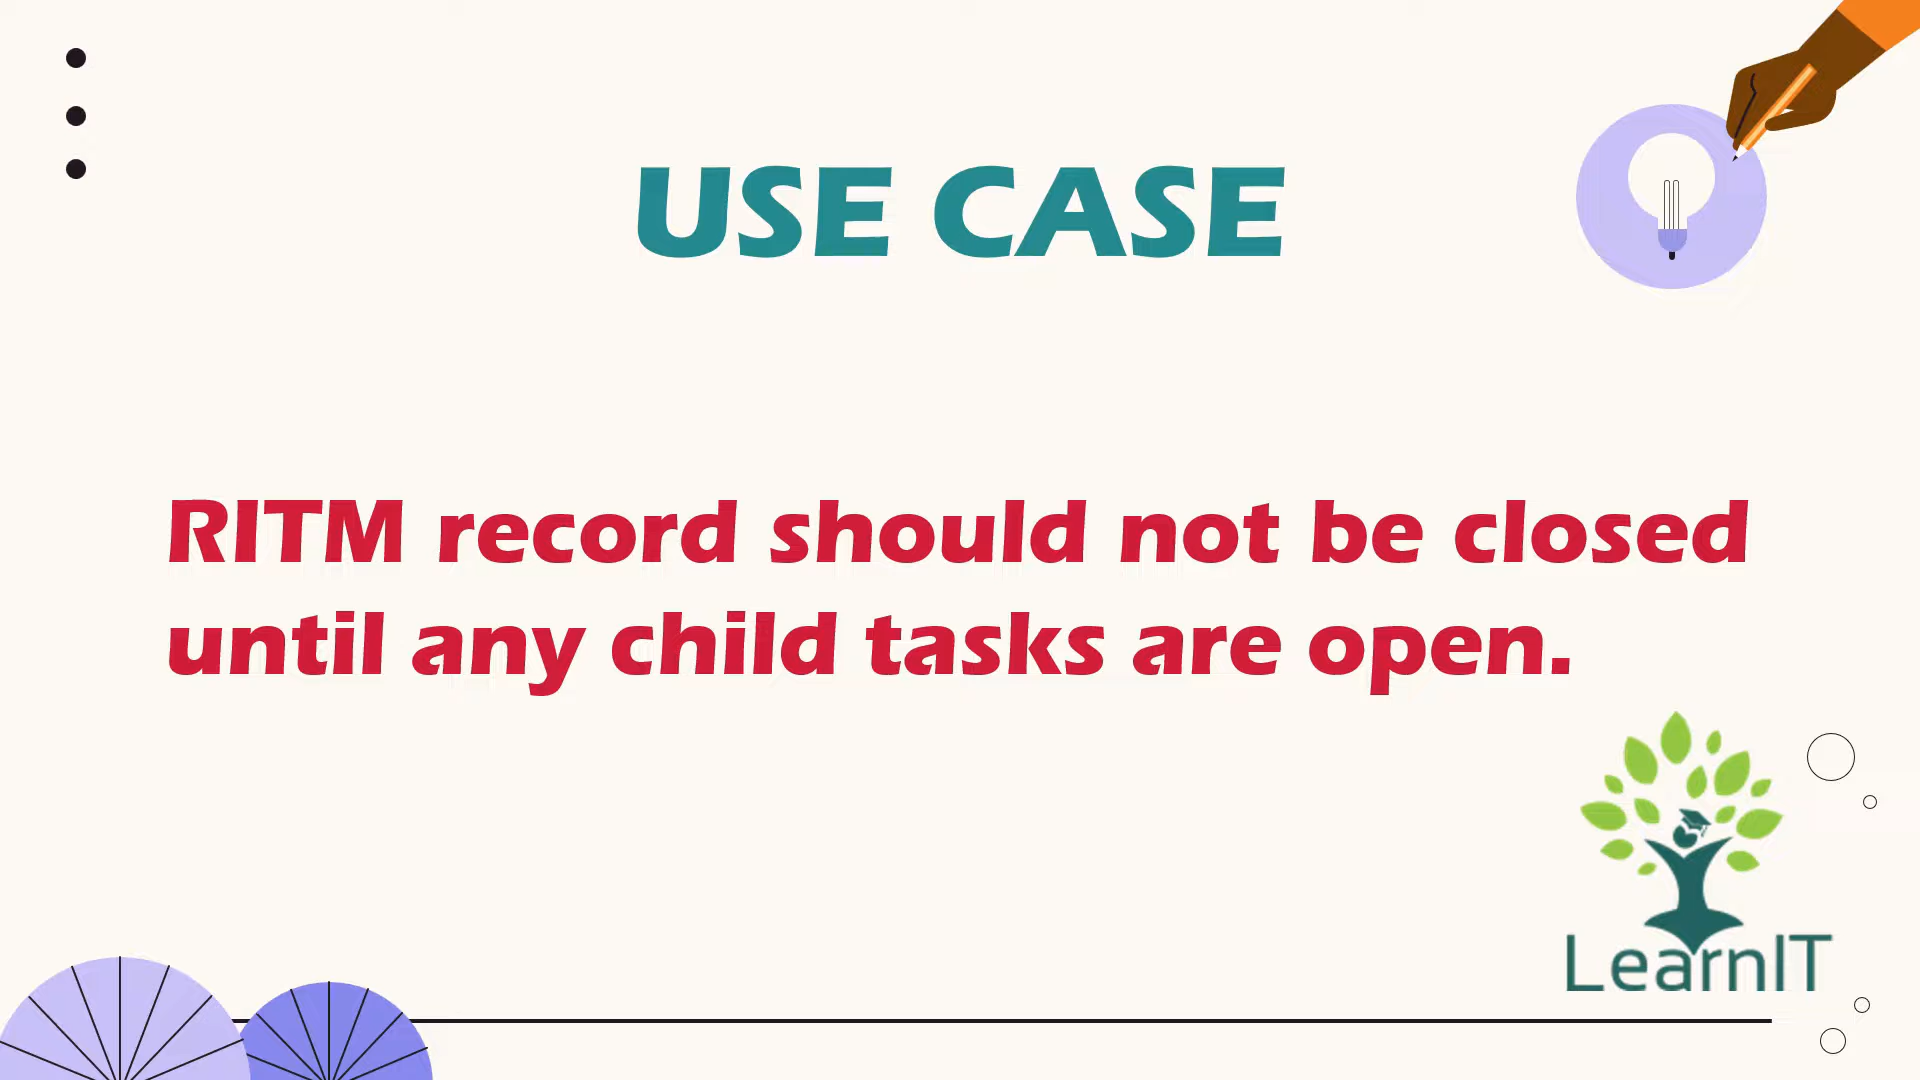 USE CASE
RITM record should not be closed
until any child tasks are open.
LearnIT